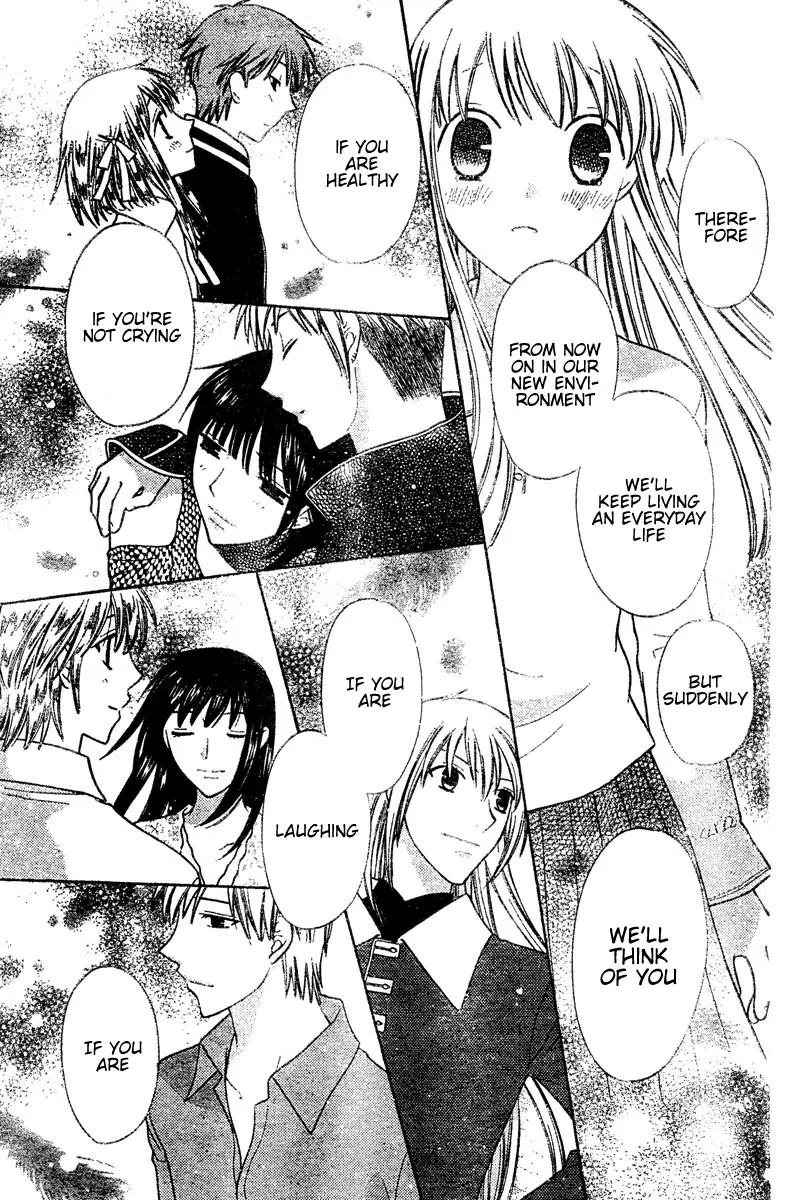 THERE-
FORE
FROM NOW
ON IN OUR
NEW ENVI-
RONMENT
WE'LL
KEEP LIVING
AN EVERYDAY
LIFE
BUT
SUDDENLY
WE'LL
THINK
OF YOU
IF YOU
ARE
HEALTHY
IF YOU'RE
NOT CRYING
IF YOU
ARE
LAUGHING
IF YOU
ARE